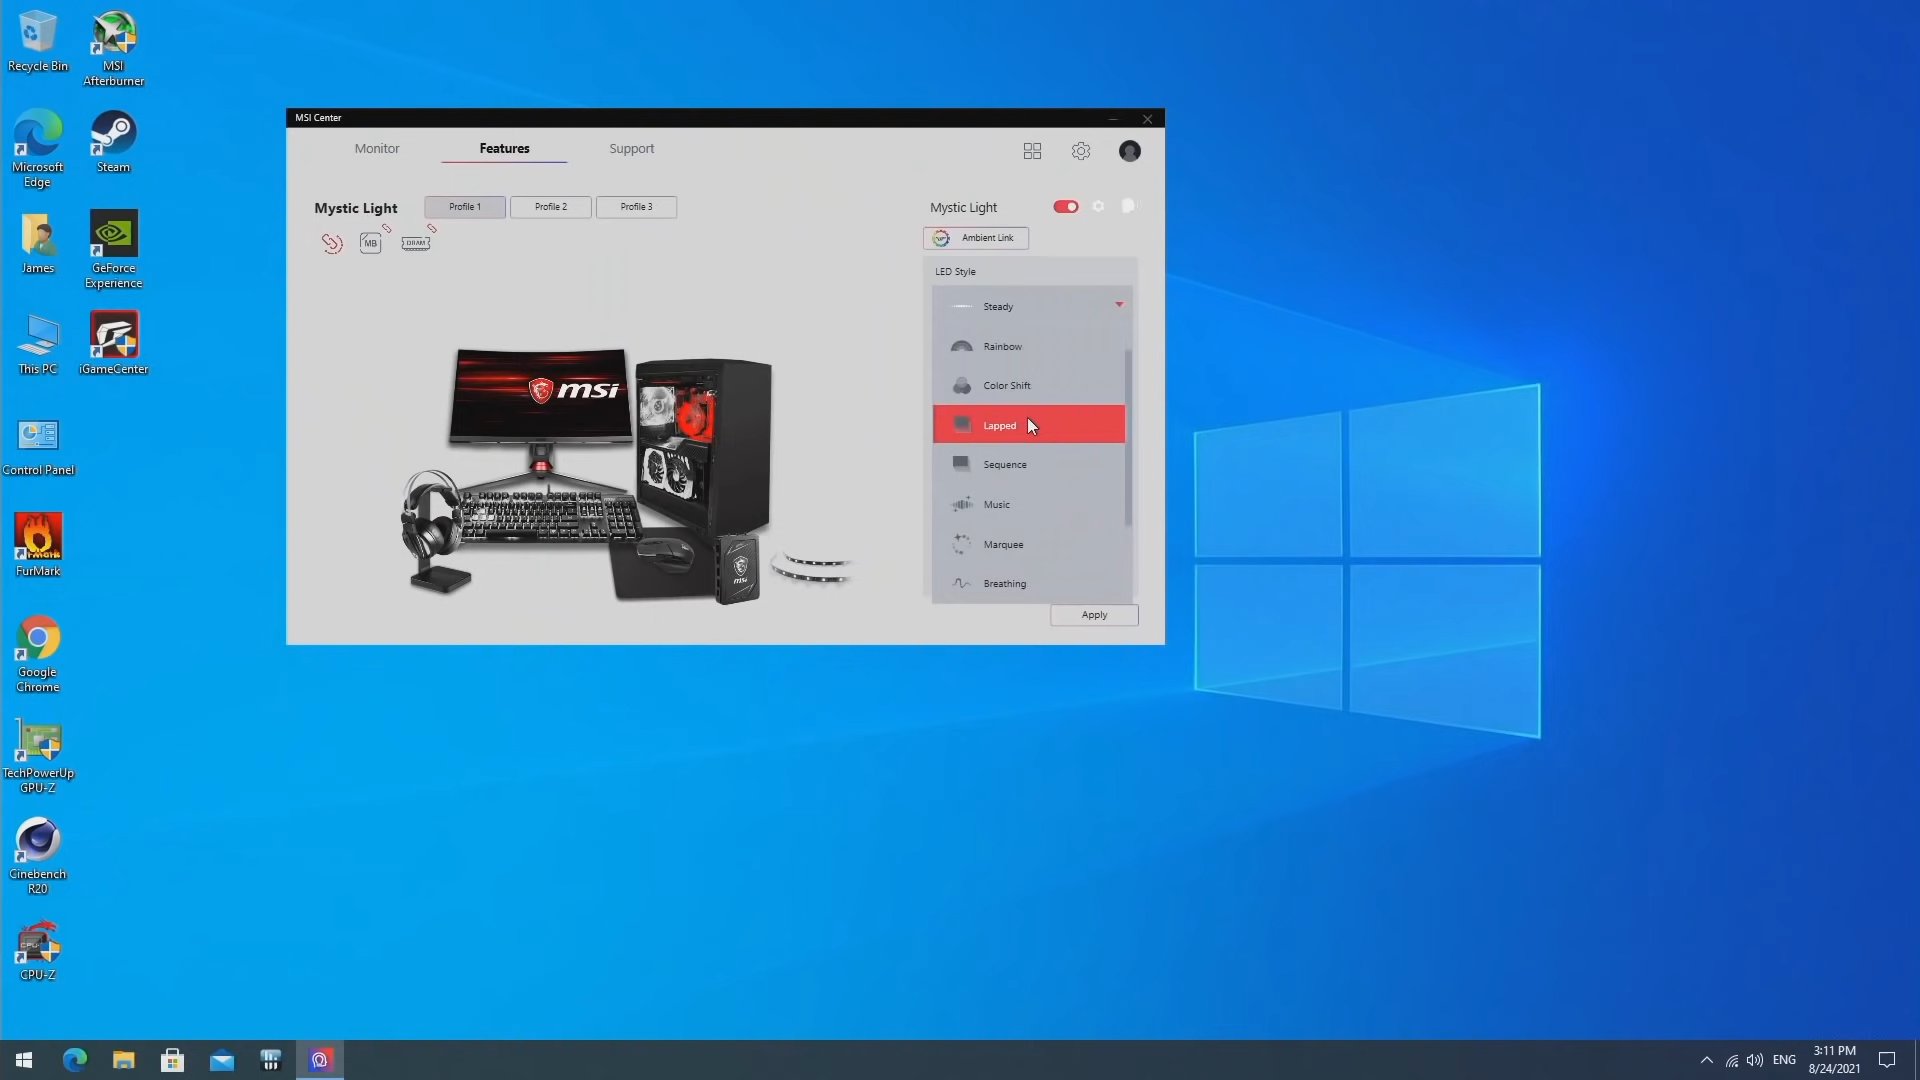 Recycle Bin
MSI
Afterburner
Microsoft
Edge
Steam
James
GeForce
Experience
This PC
iGameCenter
Control Panel
FurMark
Google
Chrome
TechPowerUp
GPU-Z
Cinebench
R20
CPU-Z
MSI Center
Monitor
Features
Support
Mystic Light
Profile 1
Profile 2
Profile 3
MB
DRAM
msi
msi
Mystic Light
Ambient Link
LED Style
Steady
Rainbow
Color Shift
Lapped
Sequence
Music
Marquee
Breathing
Apply
ENG
3:11 PM
8/24/2021